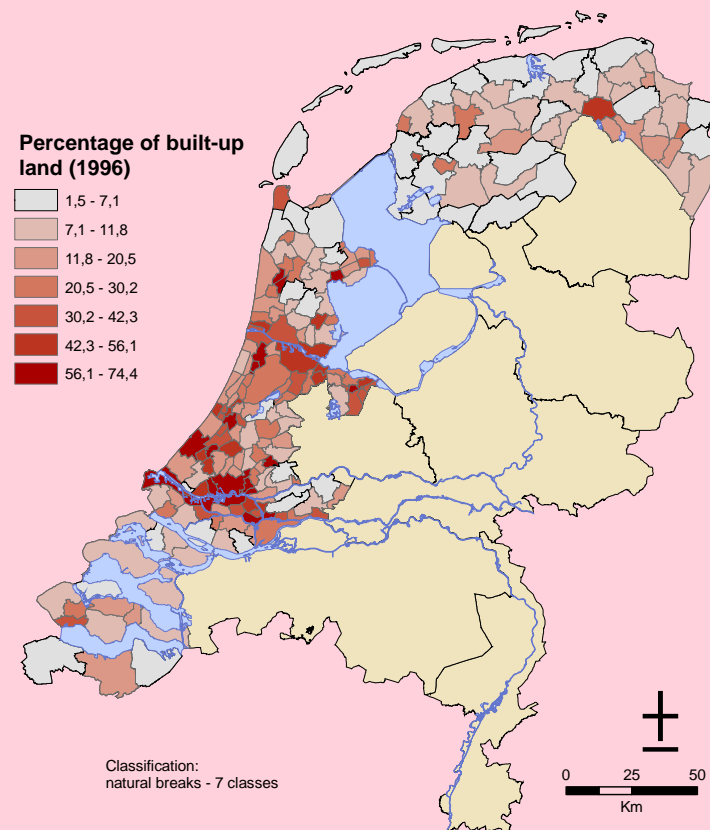 Percentage of built-up
land (1996)
1,5 - 7,1
7,1 - 11,8
11,8 - 20,5
20,5 - 30,2
30,2 - 42,3
42,3 - 56,1
56,1 - 74,4
Classification:
natural breaks - 7 classes
0 25 50
Km